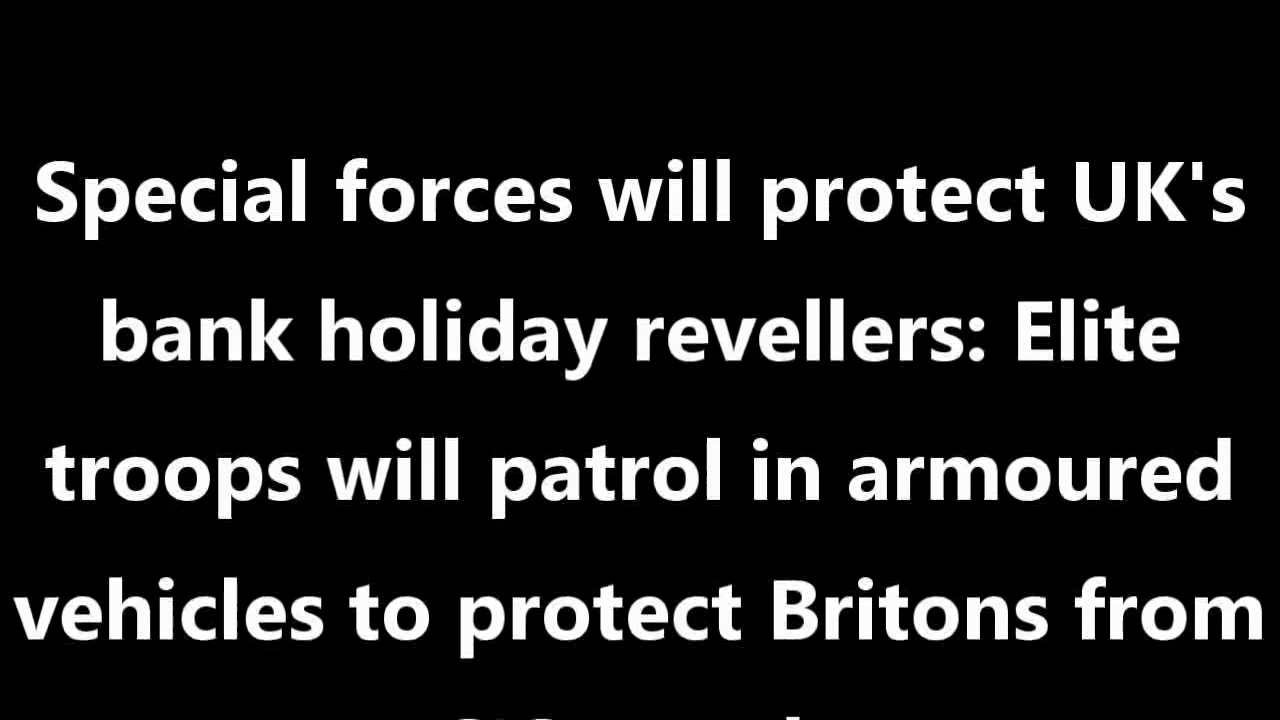 Special forces will protect UK's
bank holiday revellers: Elite
troops will patrol in armoured
vehicles to protect Britons from